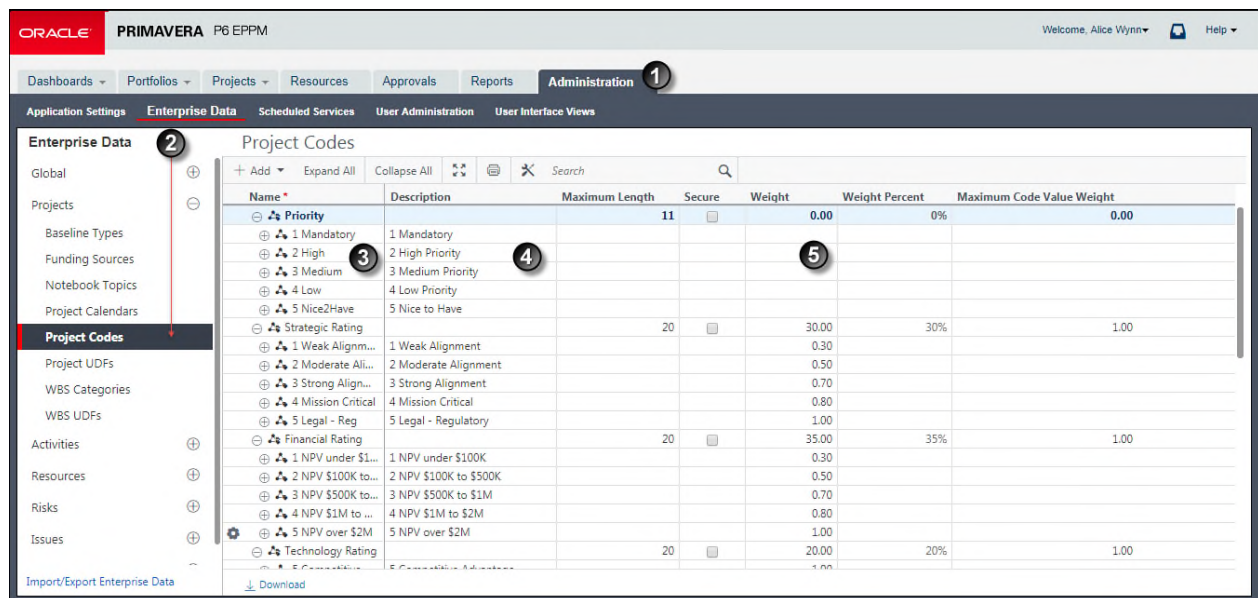 ORACLE PRIMAVERA P6 EPPM Welcome, Alice Wynn Help
Dashboards Portfolios Projects Resources Approvals Reports Administration 1
Application Settings Enterprise Data Scheduled Services User Administration User Interface Views
Enterprise Data 2
Global
Projects
Baseline Types
Funding Sources
Notebook Topics
Project Calendars
Project Codes
Project UDFs
WBS Categories
WBS UDFs
Activities
Resources
Risks
Issues
Import/Export Enterprise Data
Project Codes
+ Add Expand All Collapse All Search
Name * Description Maximum Length Secure Weight Weight Percent Maximum Code Value Weight
Priority 11 0.00 0% 0.00
1 Mandatory 1 Mandatory
2 High 3 2 High Priority 4 5
3 Medium 3 Medium Priority
4 Low 4 Low Priority
5 Nice2Have 5 Nice to Have
Strategic Rating 20 30.00 30% 1.00
1 Weak Alignm... 1 Weak Alignment 0.30
2 Moderate Ali... 2 Moderate Alignment 0.50
3 Strong Align... 3 Strong Alignment 0.70
4 Mission Critical 4 Mission Critical 0.80
5 Legal - Reg 5 Legal - Regulatory 1.00
Financial Rating 20 35.00 35% 1.00
1 NPV under $1... 1 NPV under $100K 0.30
2 NPV $100K to... 2 NPV $100K to $500K 0.50
3 NPV $500K to... 3 NPV $500K to $1M 0.70
4 NPV $1M to ... 4 NPV $1M to $2M 0.80
5 NPV over $2M 5 NPV over $2M 1.00
Technology Rating 20 20.00 20% 1.00
Download